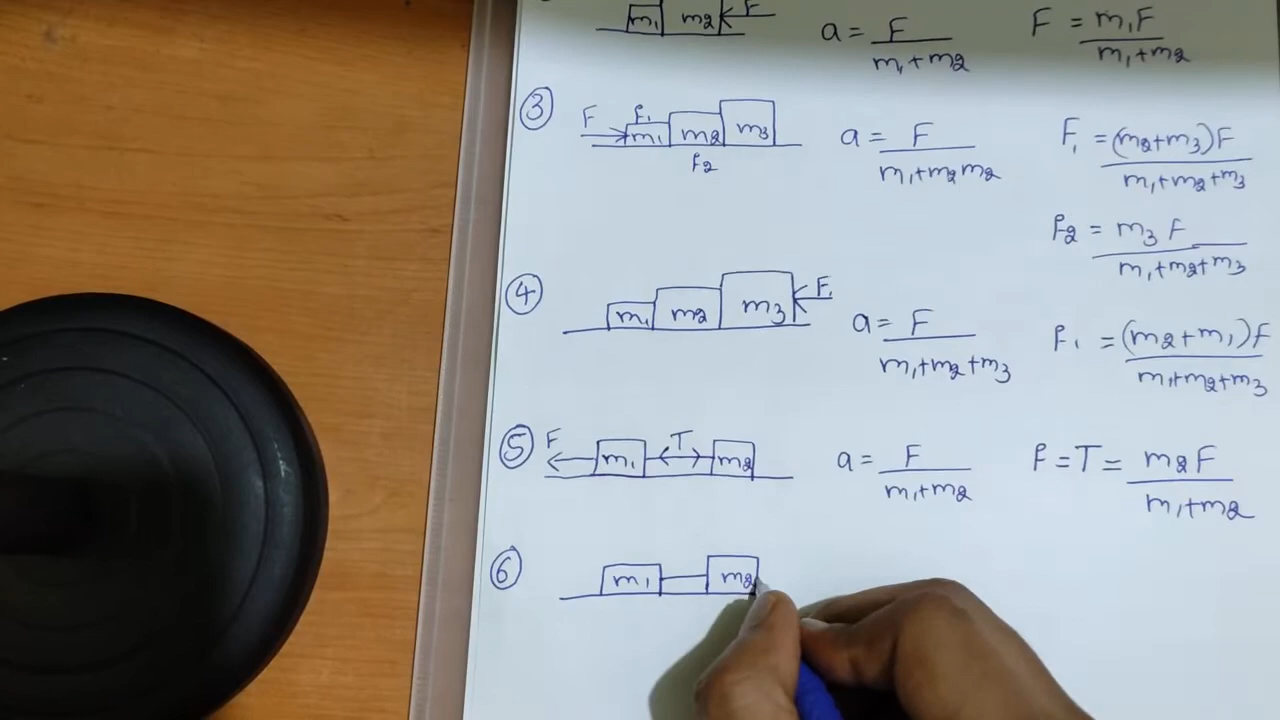 m1 m2 F a = F / m1+m2 F = m1F / m1+m2
③ F f1 m1 m2 m3 f2 a = F / m1+m2 m2 F1 = (m2+m3)F / m1+m2+m3
f2 = m3 F / m1+m2+m3
④ m1 m2 m3 F1 a = F / m1+m2+m3 f1 = (m2+m1)F / m1+m2+m3
⑤ F m1 T m2 a = F / m1+m2 f = T = m2F / m1+m2
⑥ m1 m2